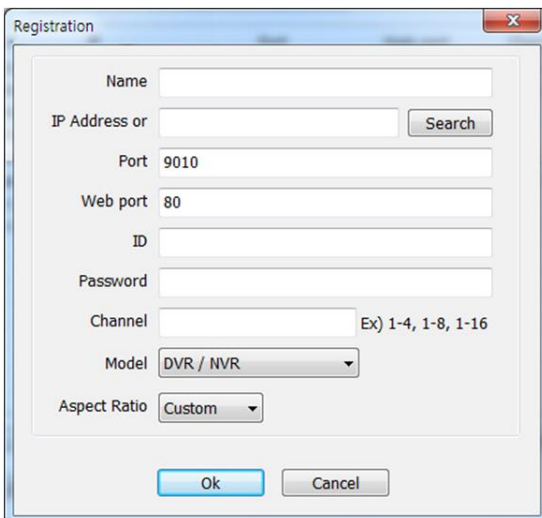 Registration
Name
IP Address or
Search
Port 9010
Web port 80
ID
Password
Channel Ex) 1-4, 1-8, 1-16
Model DVR / NVR
Aspect Ratio Custom
Ok Cancel